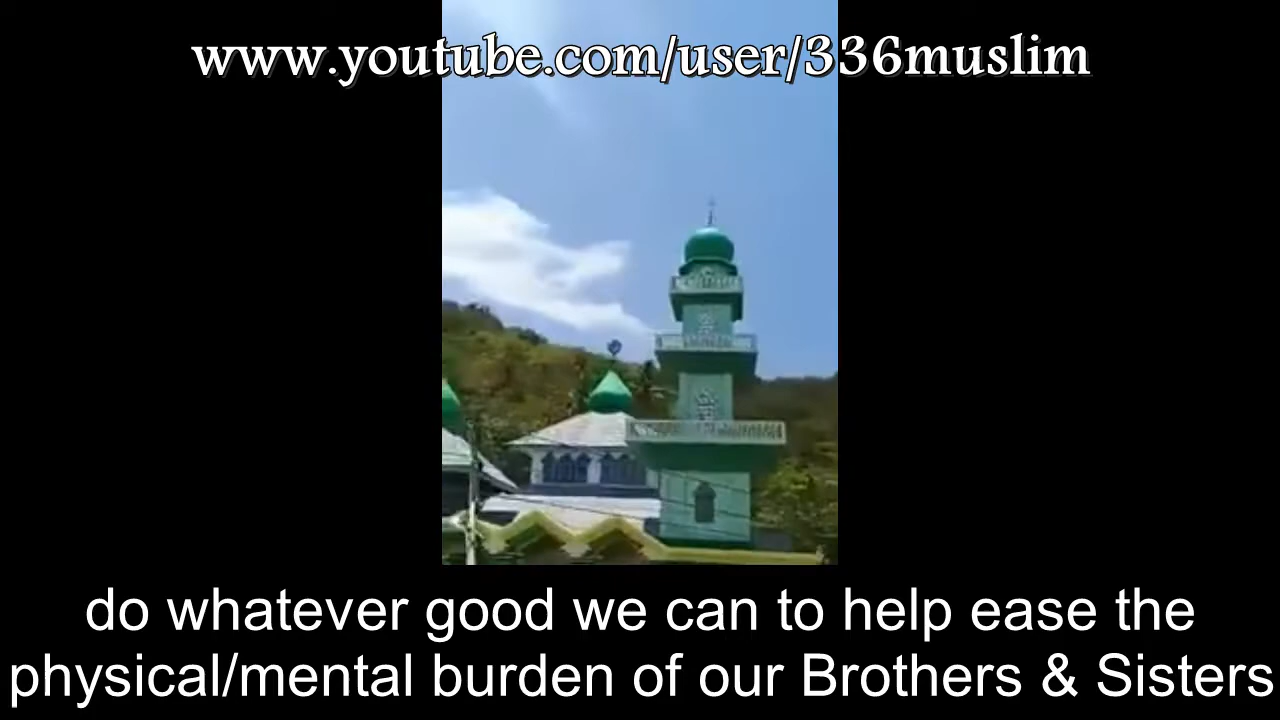 www.youtube.com/user/336muslim
do whatever good we can to help ease the
physical/mental burden of our Brothers & Sisters